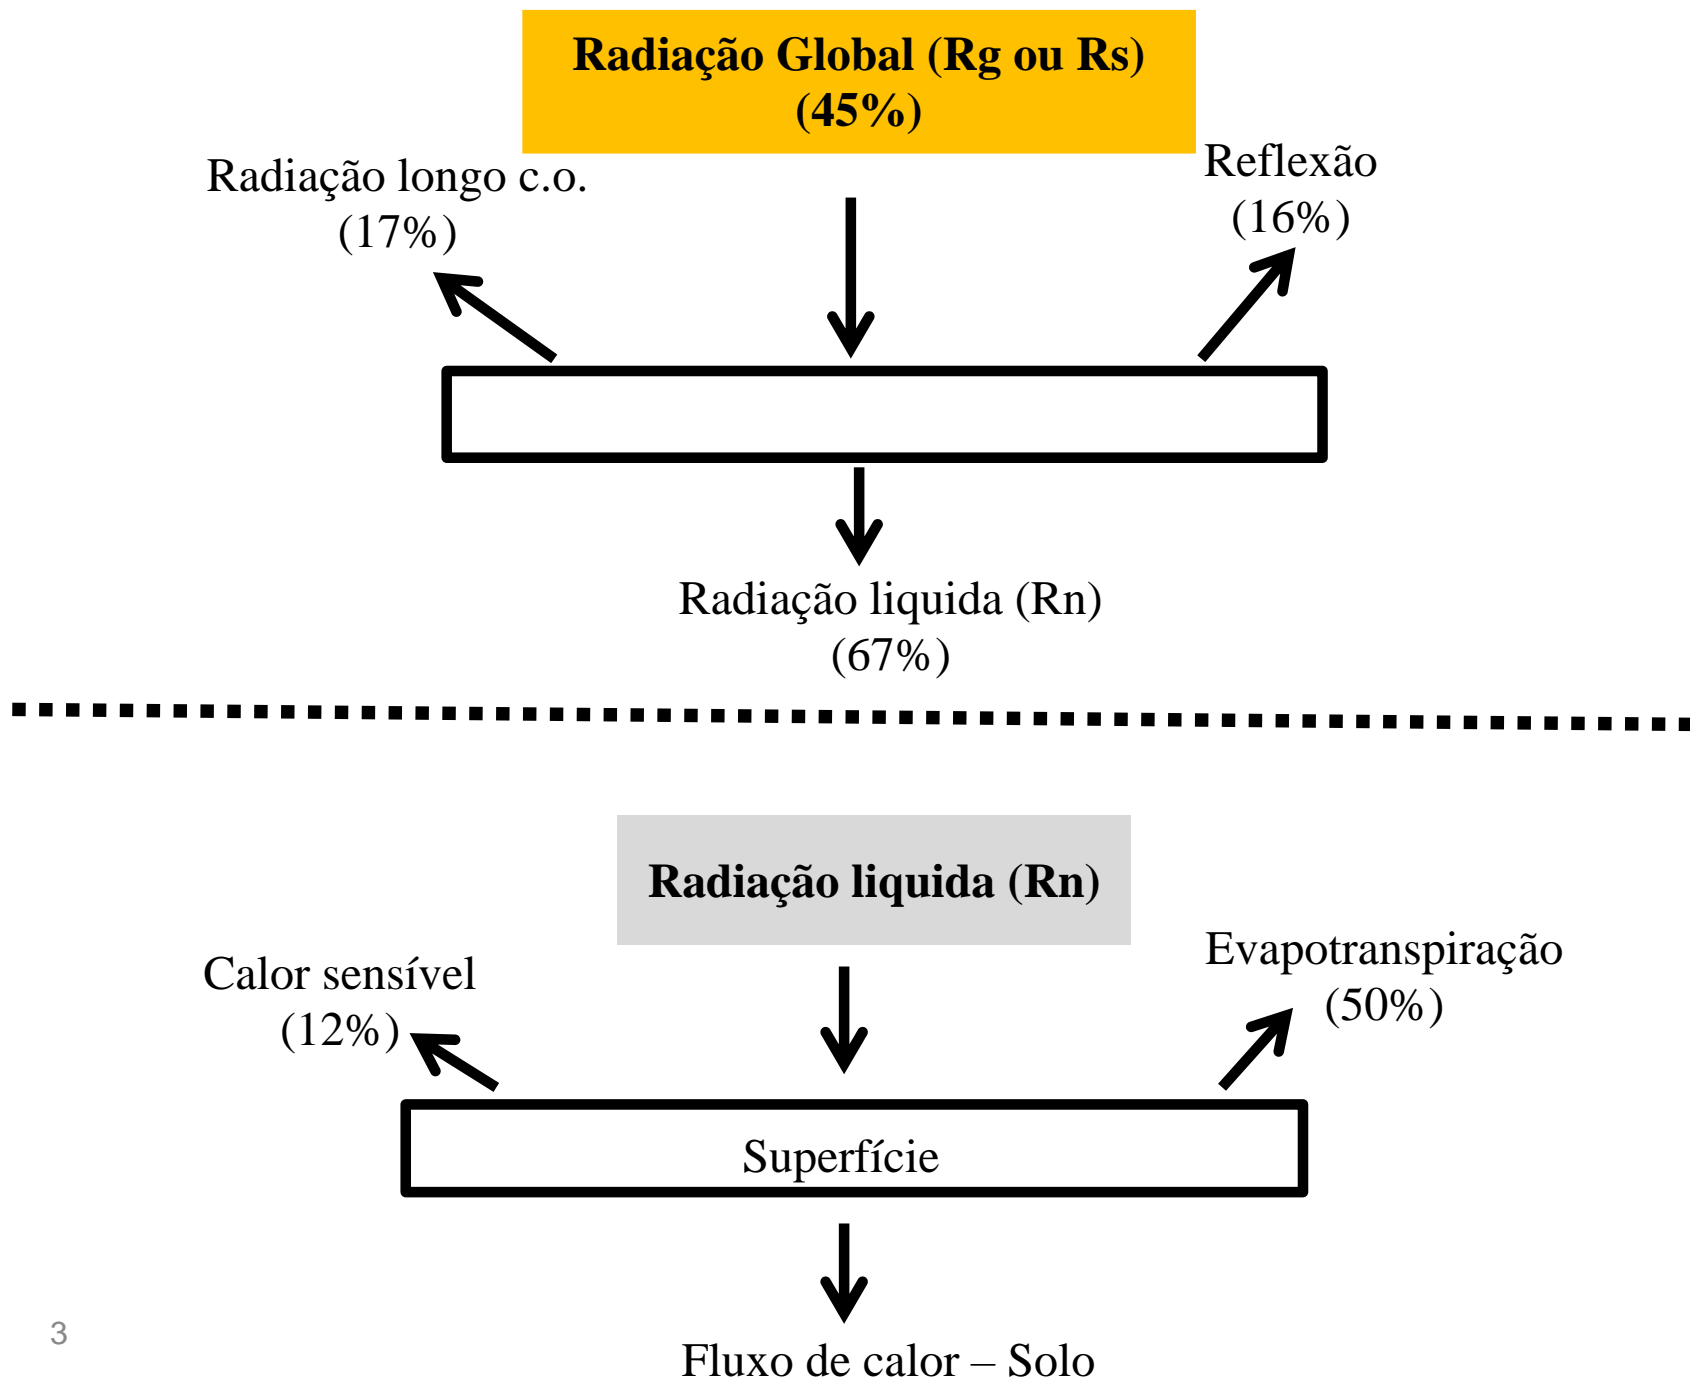 Radiação Global (Rg ou Rs)
(45%)
Radiação longo c.o.
(17%)
Reflexão
(16%)
Radiação liquida (Rn)
(67%)
Radiação liquida (Rn)
Calor sensível
(12%)
Evapotranspiração
(50%)
Superfície
Fluxo de calor – Solo
3